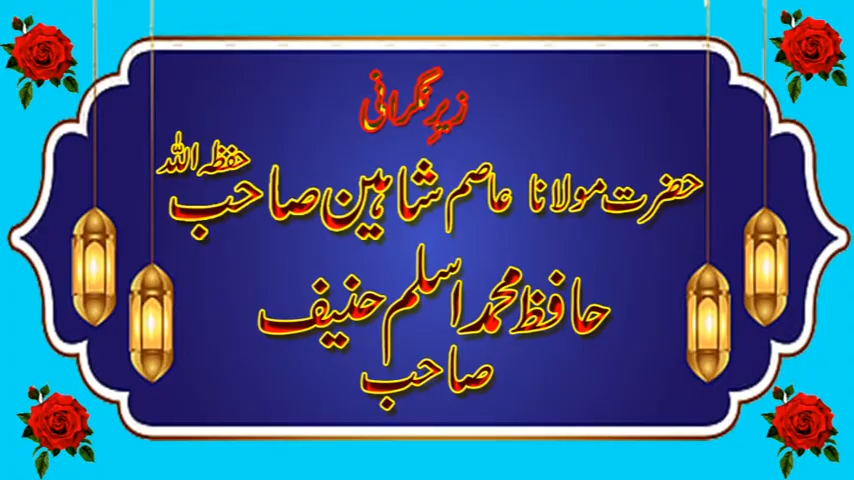 زیرِ نگرانی
حضرت مولانا عاصم شاہین صاحب حفظہ اللہ
حافظ محمد اسلم حنیف
صاحب